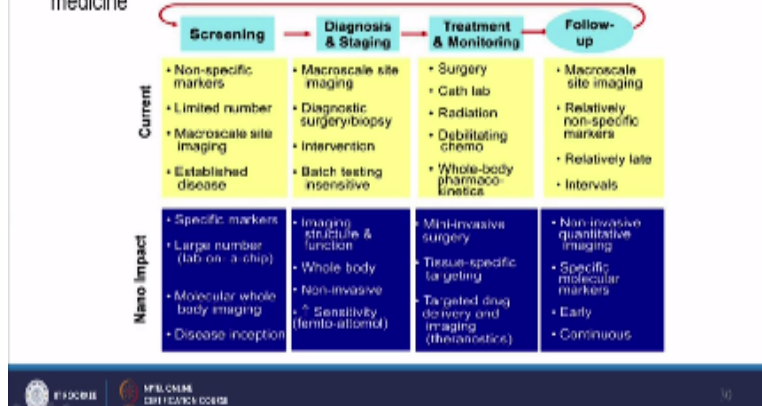 medicine
Screening
Diagnosis
& Staging
Treatment
& Monitoring
Follow-
up
Current
• Non-specific
markers
• Limited number
• Macroscale site
imaging
• Established
disease
• Macroscale site
imaging
• Diagnostic
surgery/biopsy
• Intervention
• Batch testing
insensitive
• Surgery
• Cath lab
• Radiation
• Debilitating
chemo
• Whole-body
pharmaco-
kinetics
• Macroscale
site imaging
• Relatively
non-specific
markers
• Relatively late
• Intervals
Nano Impact
• Specific markers
• Large number
(lab on- a-chip)
• Molecular whole
body imaging
• Disease inception
• Imaging
structure &
function
• Whole body
• Non-invasive
• ↑ Sensitivity
(femto-attomol)
• Mini-invasive
surgery
• Tissue-specific
targeting
• Targeted drug
delivery and
imaging
(theranostics)
• Non-invasive
quantitative
imaging
• Specific
molecular
markers
• Early
• Continuous
IIT ROORKEE
NPTEL ONLINE
CERTIFICATION COURSE